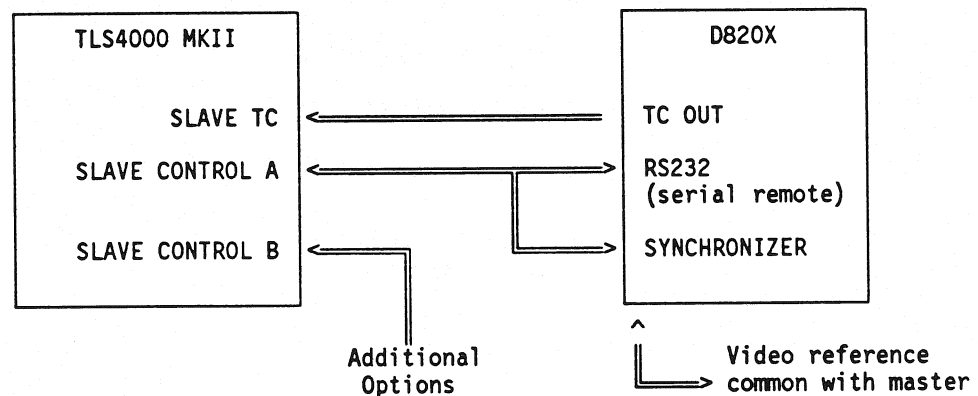 TLS4000 MKII
D820X
SLAVE TC
TC OUT
SLAVE CONTROL A
RS232
(serial remote)
SLAVE CONTROL B
SYNCHRONIZER
Additional
Options
Video reference
common with master